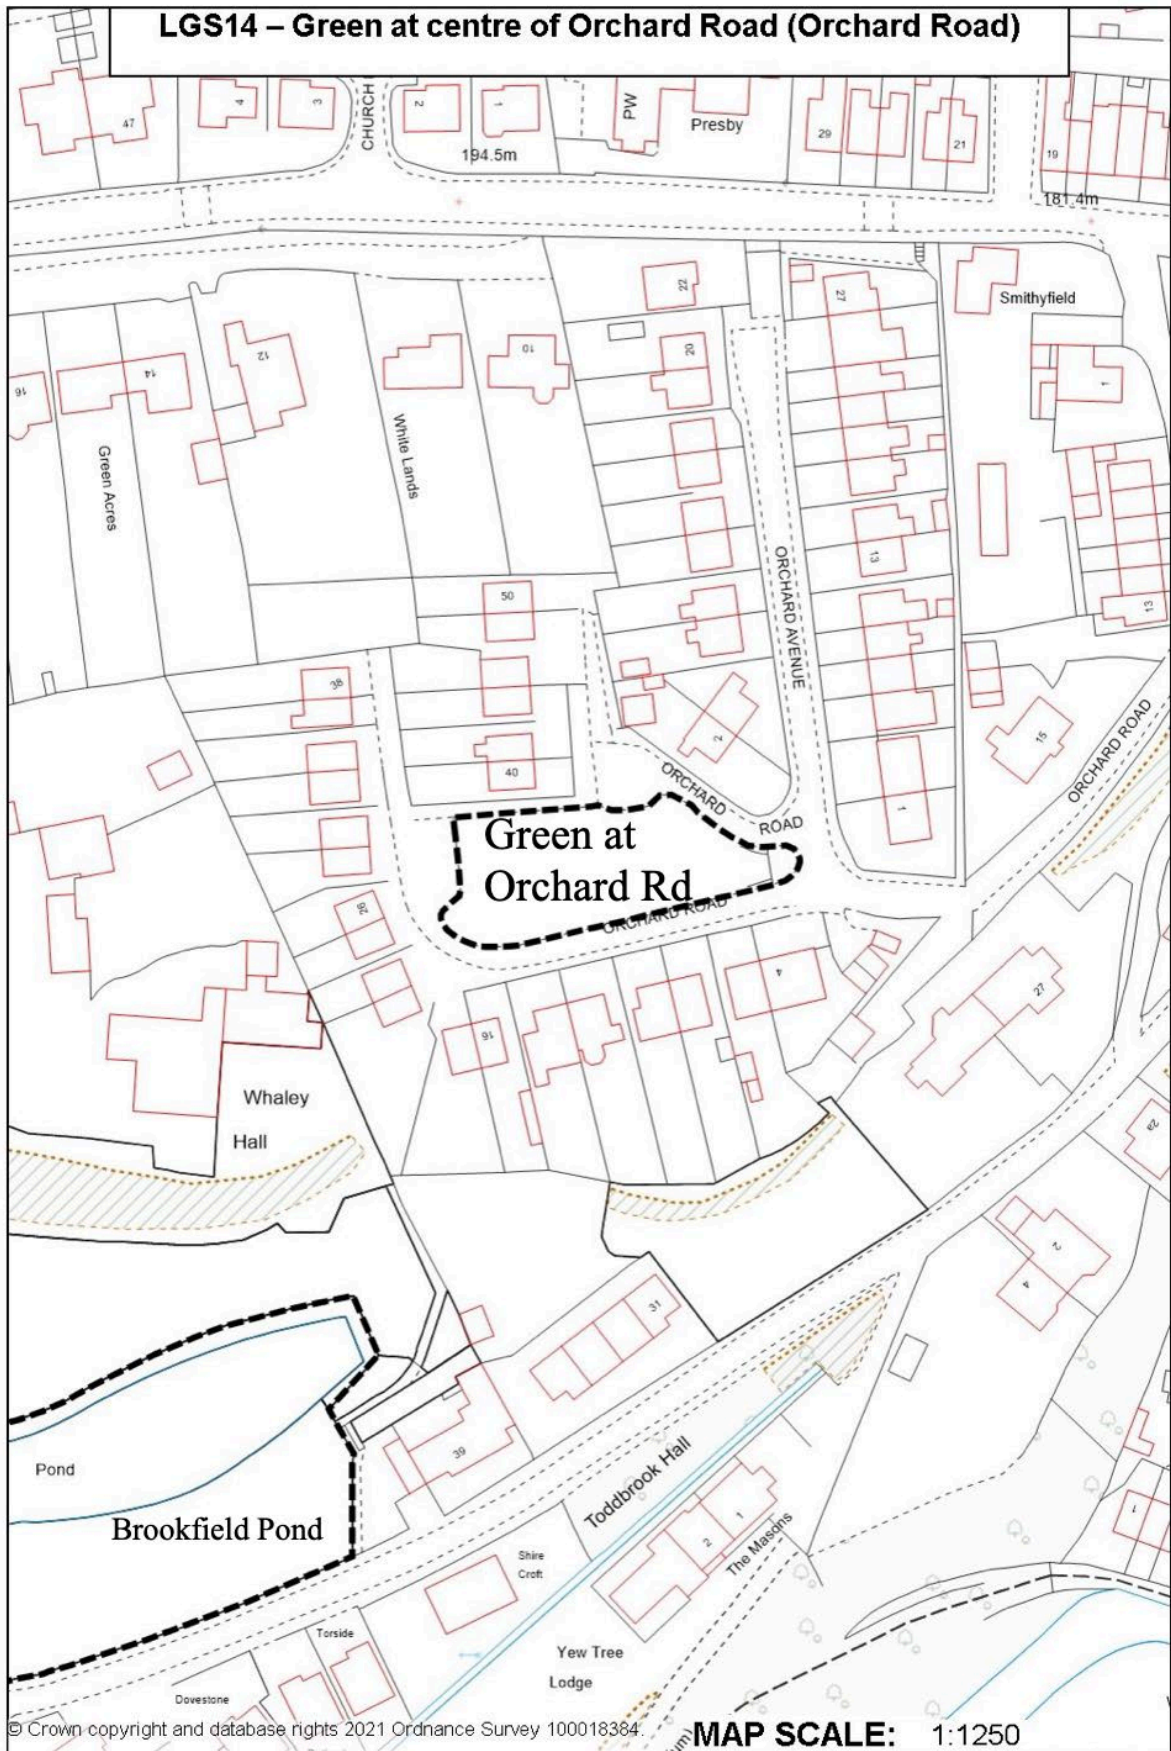 LGS14 – Green at centre of Orchard Road (Orchard Road)
47
4
3
CHURCH
2
1
PW
Presby
29
21
19
194.5m
181.4m
22
27
Smithyfield
12
10
20
14
16
1
White Lands
Green Acres
ORCHARD AVENUE
13
13
50
38
2
15
ORCHARD ROAD
40
ORCHARD
ROAD
1
Green at
Orchard Rd
ORCHARD ROAD
26
4
27
16
Whaley
Hall
2a
2
4
31
39
Pond
Toddbrook Hall
Brookfield Pond
1
2
The Masons
1
Shire
Croft
Torside
Yew Tree
Lodge
Dovestone
© Crown copyright and database rights 2021 Ordnance Survey 100018384.
MAP SCALE: 1:1250